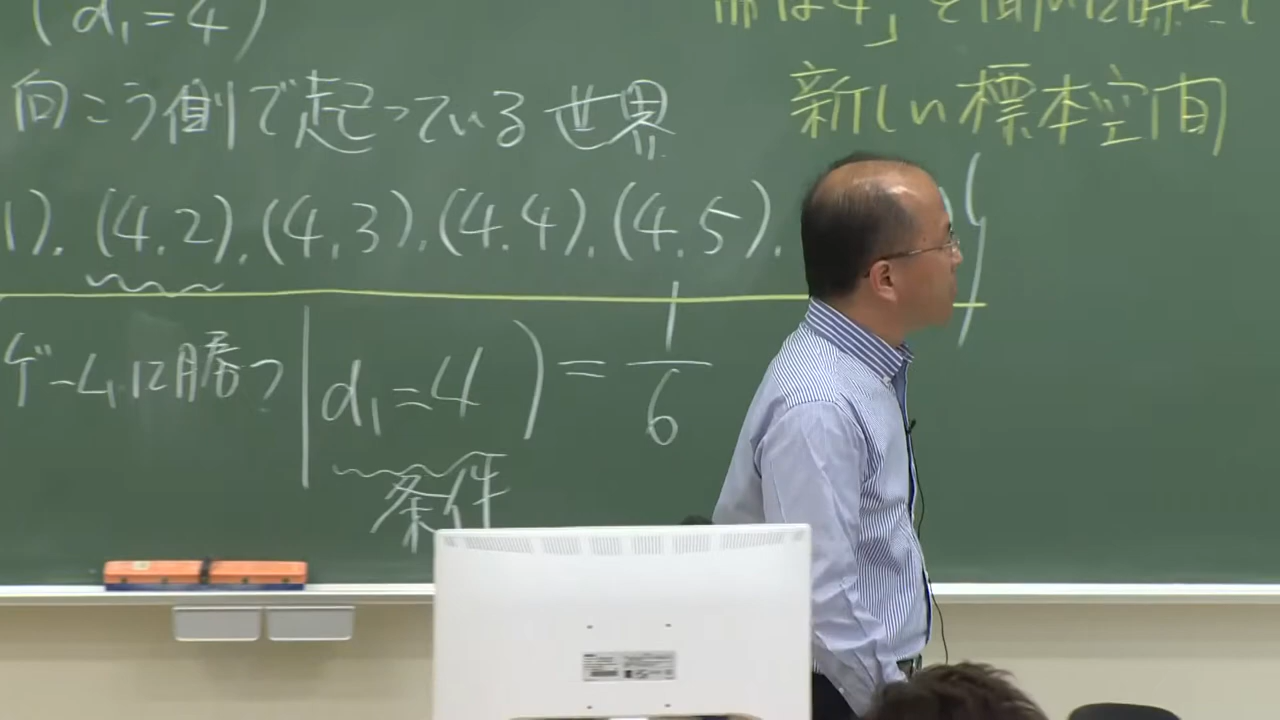 (d₁=4)
向こう側で起っている世界
1), (4,2), (4,3), (4,4), (4,5),
ゲームに勝つ | d₁=4 ) = 1/6
条件
新しい標本空間